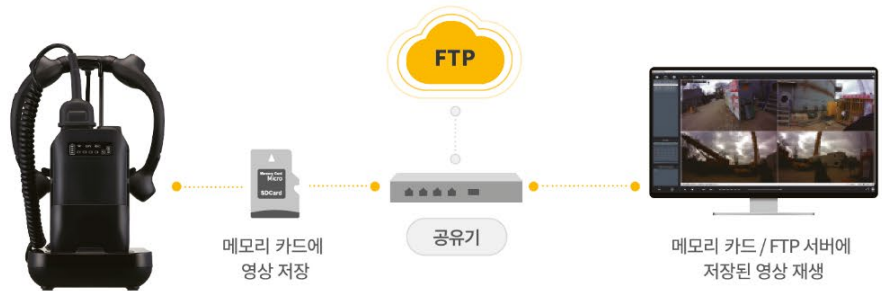 FTP
Memory Card
Micro
SDCard
메모리 카드에
영상 저장
공유기
메모리 카드 / FTP 서버에
저장된 영상 재생